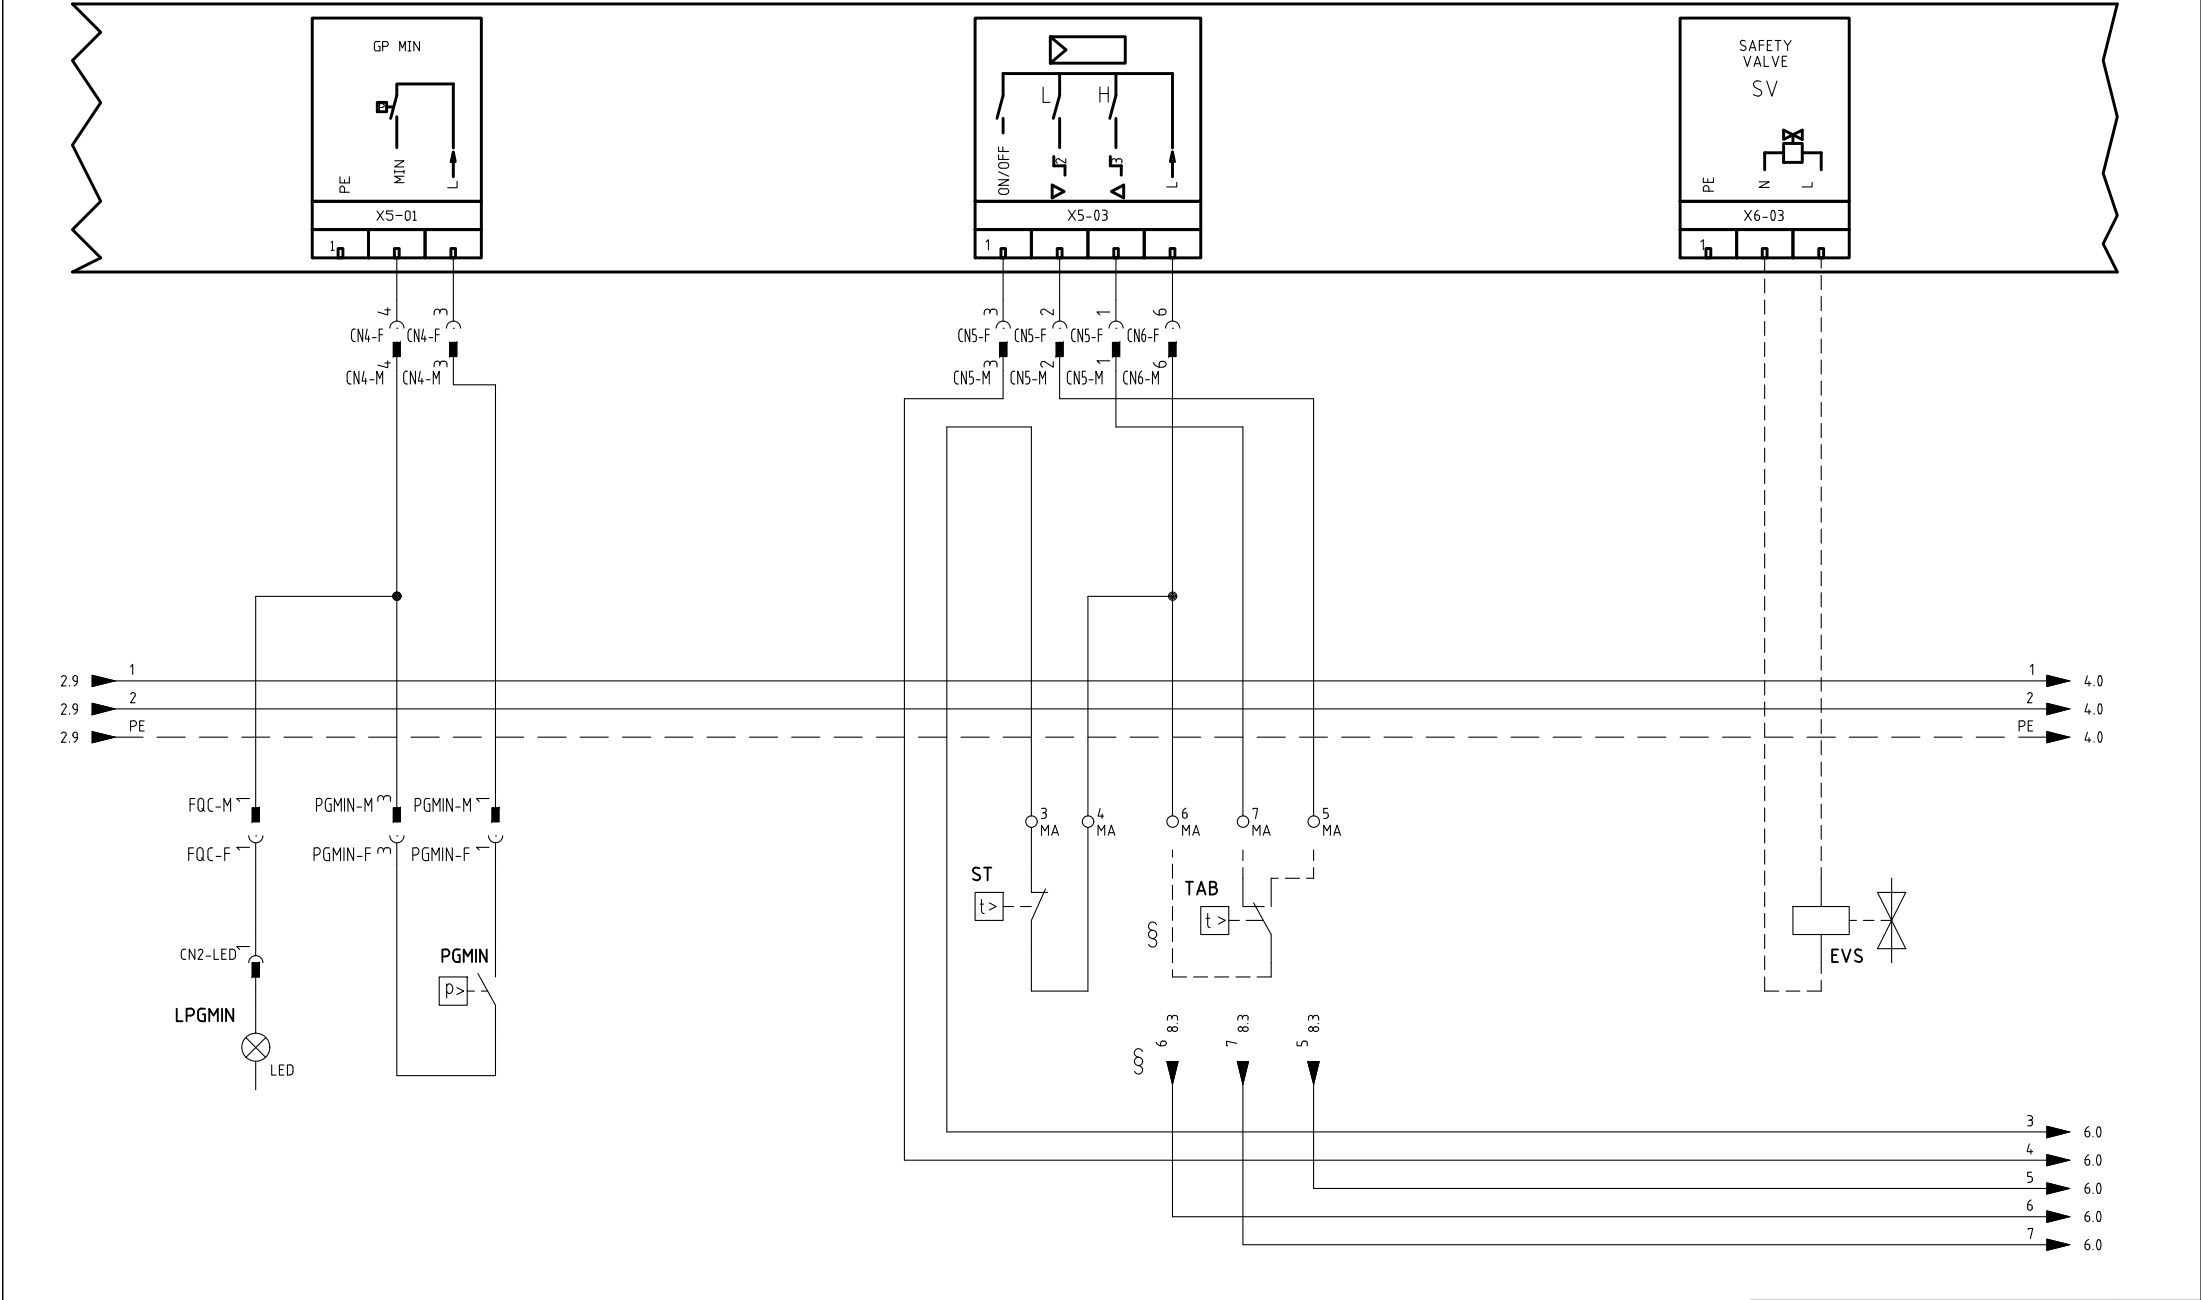 GP MIN
PE
MIN
L
X5-01
1
L
H
ON/OFF
2
3
L
X5-03
1
SAFETY
VALVE
SV
PE
N
L
X6-03
1
4 3
CN4-F CN4-F
4 3
CN4-M CN4-M
3 2 1 6
CN5-F CN5-F CN5-F CN6-F
3 2 1 6
CN5-M CN5-M CN5-M CN6-M
2.9 1 1 4.0
2.9 2 2 4.0
2.9 PE PE 4.0
FQC-M 1 PGMIN-M 3 PGMIN-M 1
FQC-F 1 PGMIN-F 3 PGMIN-F 1
3 MA
4 MA
6 MA
7 MA
5 MA
ST
t>
TAB
t>
§
CN2-LED 1
PGMIN
p>
LPGMIN
LED
EVS
8.3 8.3 8.3
6 7 5
§
3 6.0
4 6.0
5 6.0
6 6.0
7 6.0